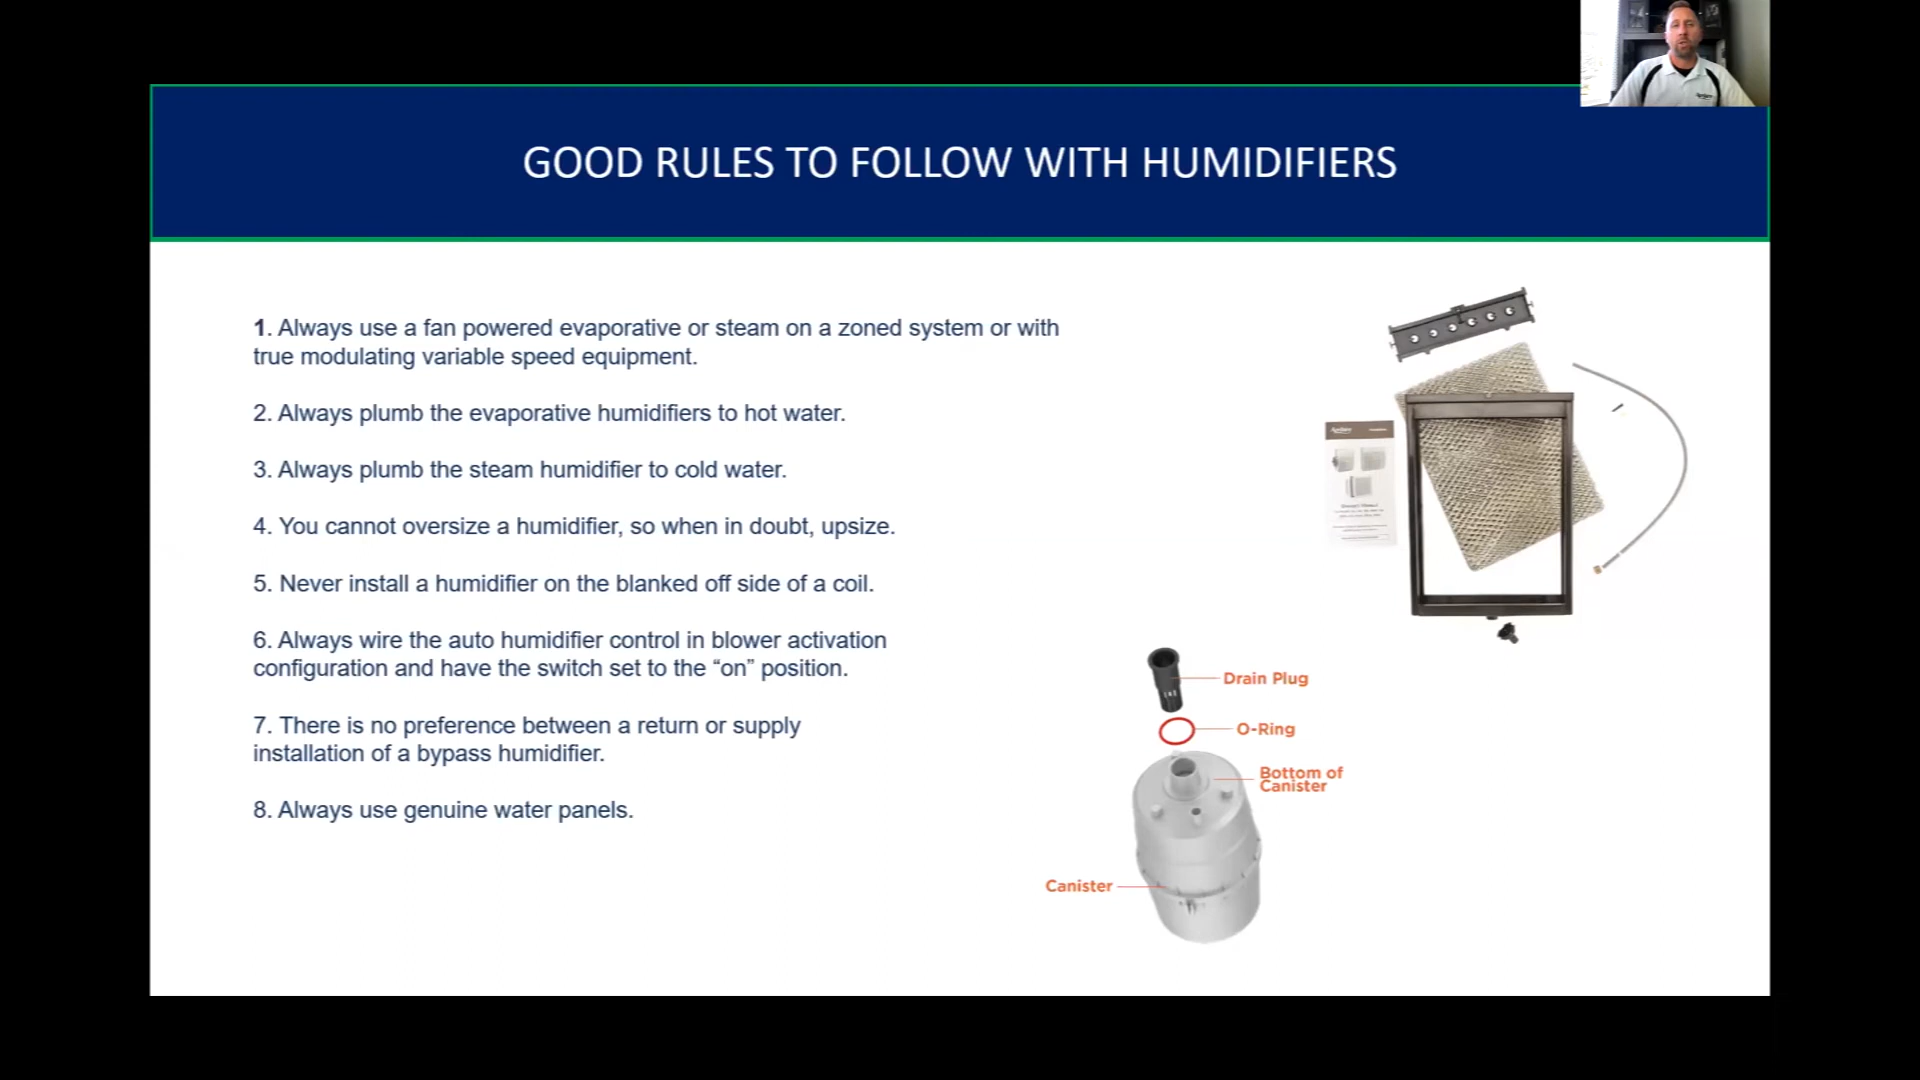 GOOD RULES TO FOLLOW WITH HUMIDIFIERS
1. Always use a fan powered evaporative or steam on a zoned system or with
true modulating variable speed equipment.
2. Always plumb the evaporative humidifiers to hot water.
3. Always plumb the steam humidifier to cold water.
4. You cannot oversize a humidifier, so when in doubt, upsize.
5. Never install a humidifier on the blanked off side of a coil.
6. Always wire the auto humidifier control in blower activation
configuration and have the switch set to the “on” position.
7. There is no preference between a return or supply
installation of a bypass humidifier.
8. Always use genuine water panels.
Drain Plug
O-Ring
Bottom of
Canister
Canister